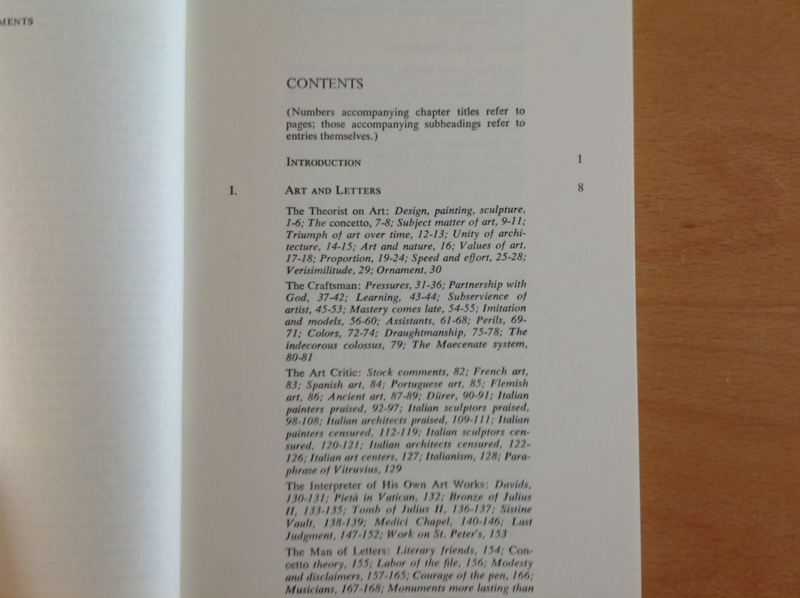 MENTS
CONTENTS
(Numbers accompanying chapter titles refer to
pages; those accompanying subheadings refer to
entries themselves.)
INTRODUCTION 1
I. ART AND LETTERS 8
The Theorist on Art: Design, painting, sculpture,
1-6; The concetto, 7-8; Subject matter of art, 9-11;
Triumph of art over time, 12-13; Unity of archi-
tecture, 14-15; Art and nature, 16; Values of art,
17-18; Proportion, 19-24; Speed and effort, 25-28;
Verisimilitude, 29; Ornament, 30
The Craftsman: Pressures, 31-36; Partnership with
God, 37-42; Learning, 43-44; Subservience of
artist, 45-53; Mastery comes late, 54-55; Imitation
and models, 56-60; Assistants, 61-68; Perils, 69-
71; Colors, 72-74; Draughtmanship, 75-78; The
indecorous colossus, 79; The Maecenate system,
80-81
The Art Critic: Stock comments, 82; French art,
83; Spanish art, 84; Portuguese art, 85; Flemish
art, 86; Ancient art, 87-89; Dürer, 90-91; Italian
painters praised, 92-97; Italian sculptors praised,
98-108; Italian architects praised, 109-111; Italian
painters censured, 112-119; Italian sculptors cen-
sured, 120-121; Italian architects censured, 122-
126; Italian art centers, 127; Italianism, 128; Para-
phrase of Vitruvius, 129
The Interpreter of His Own Art Works: Davids,
130-131; Pietà in Vatican, 132; Bronze of Julius
II, 133-135; Tomb of Julius II, 136-137; Sistine
Vault, 138-139; Medici Chapel, 140-146; Last
Judgment, 147-152; Work on St. Peter's, 153
The Man of Letters: Literary friends, 154; Con-
cetto theory, 155; Labor of the file, 156; Modesty
and disclaimers, 157-165; Courage of the pen, 166;
Musicians, 167-168; Monuments more lasting than